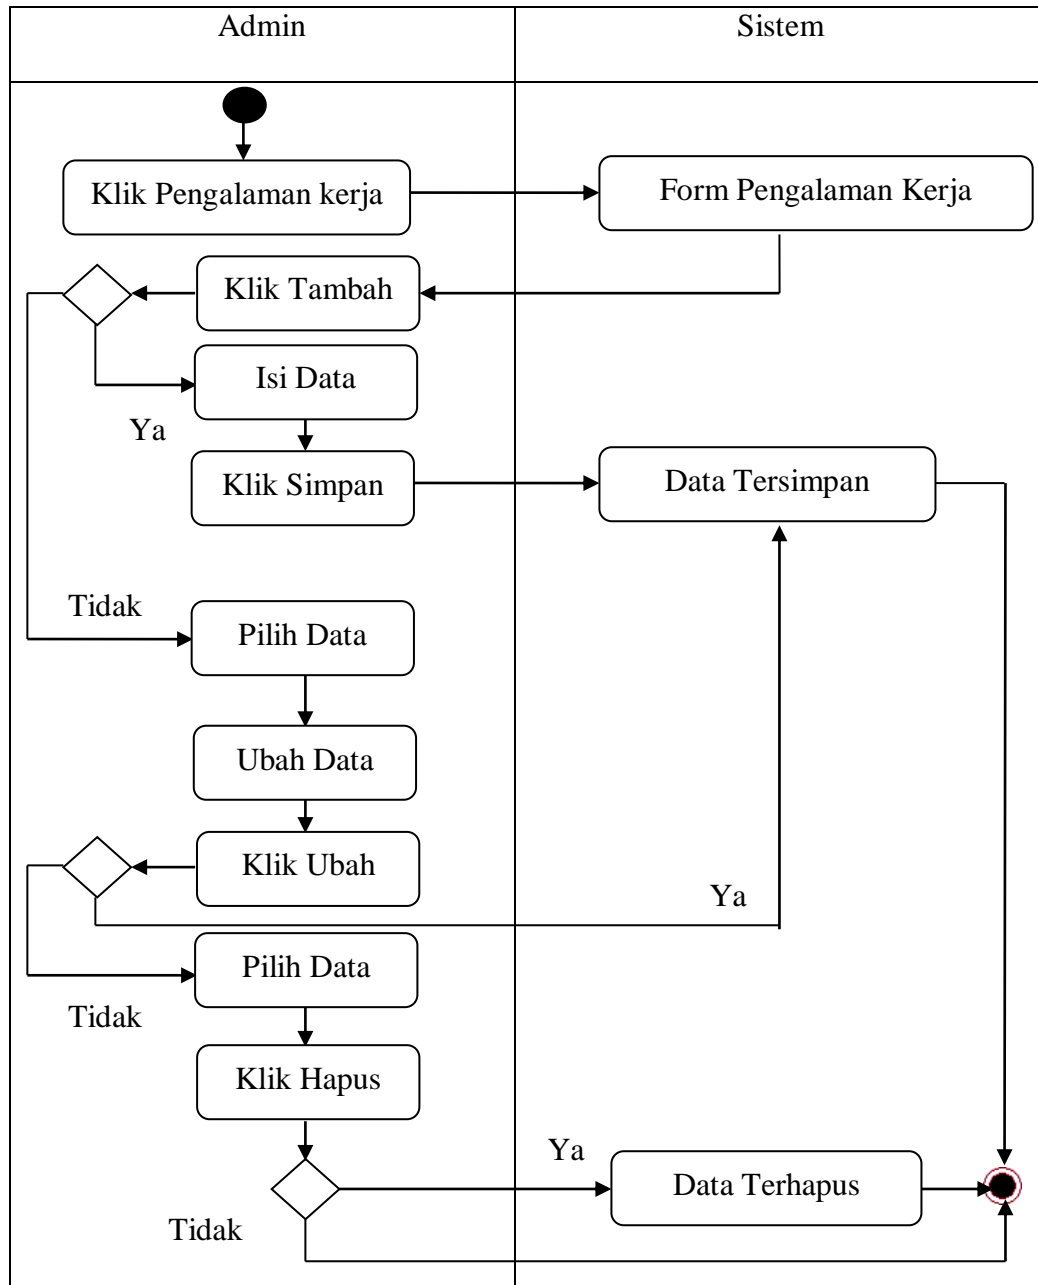 Admin
Sistem
Klik Pengalaman kerja
Form Pengalaman Kerja
Klik Tambah
Isi Data
Ya
Klik Simpan
Data Tersimpan
Tidak
Pilih Data
Ubah Data
Klik Ubah
Ya
Pilih Data
Tidak
Klik Hapus
Ya
Data Terhapus
Tidak